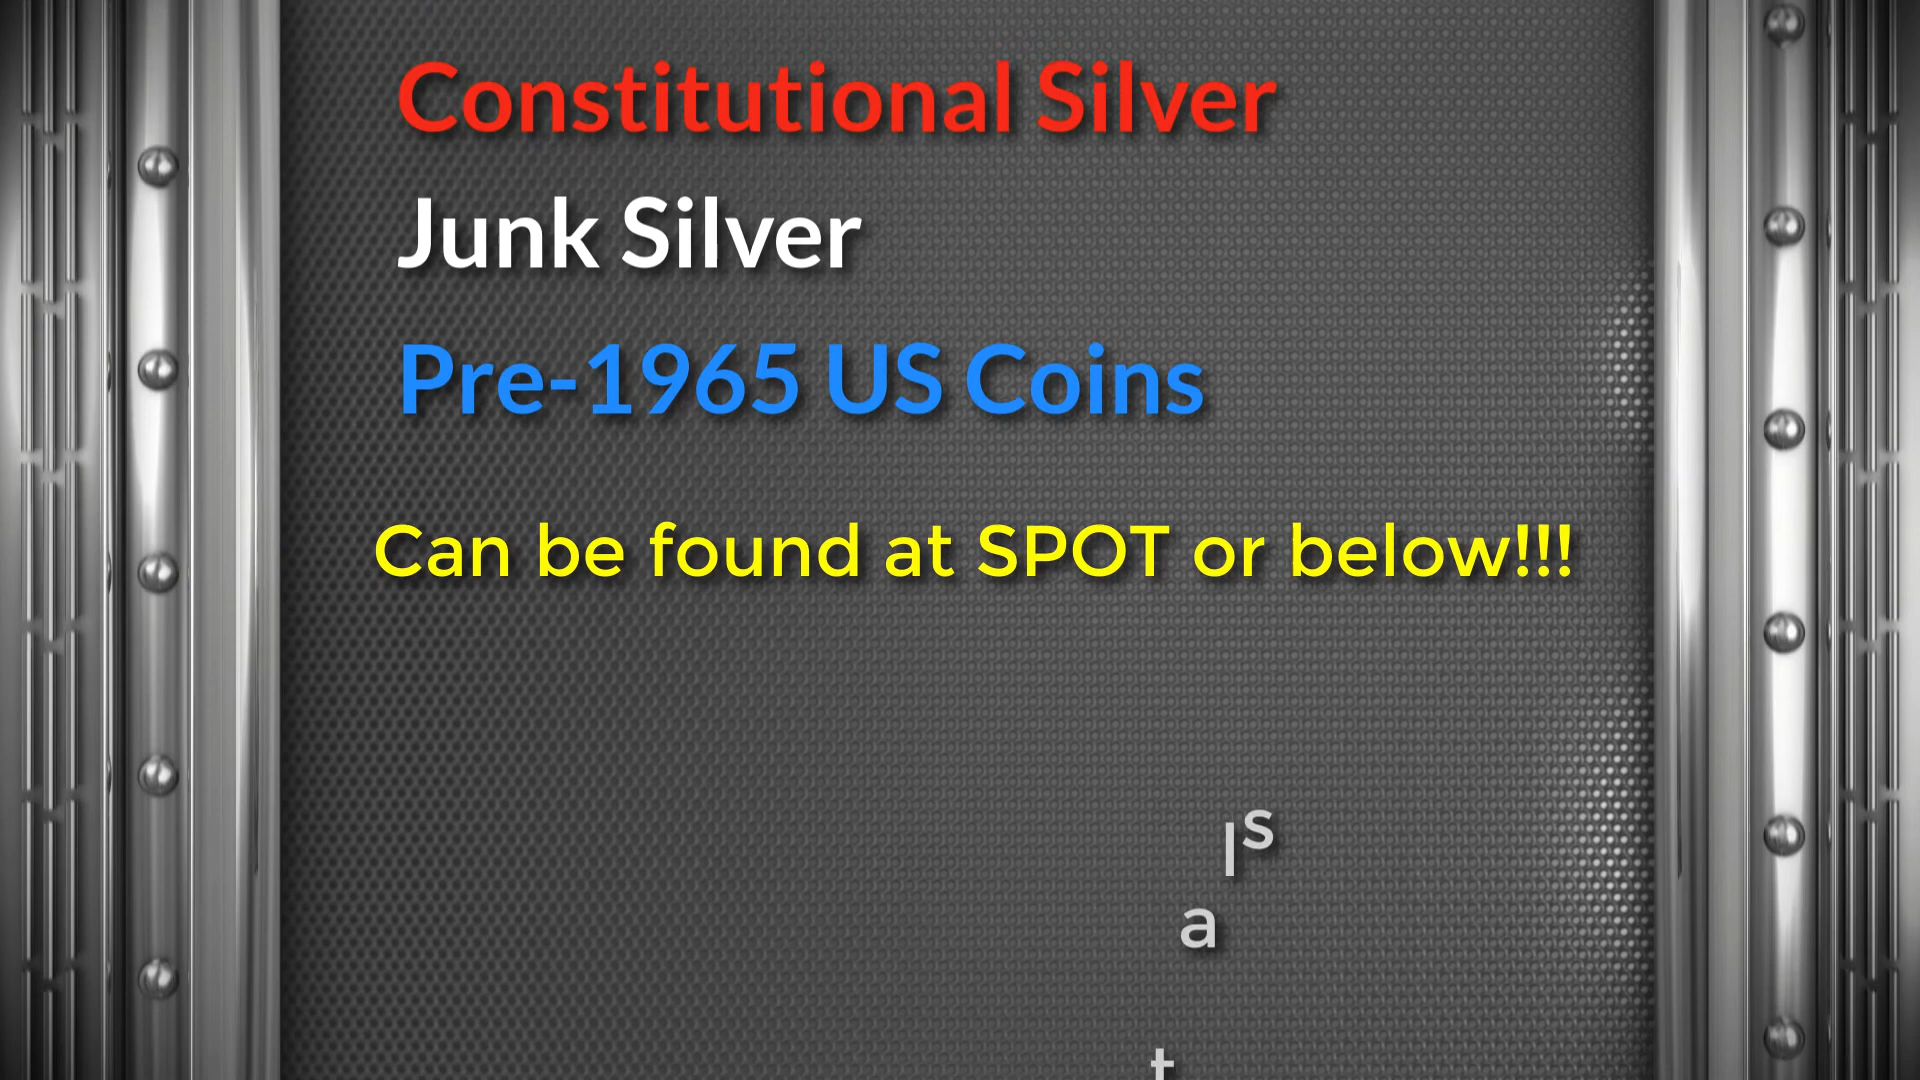 Constitutional Silver
Junk Silver
Pre-1965 US Coins
Can be found at SPOT or below!!!
s
l
a
t